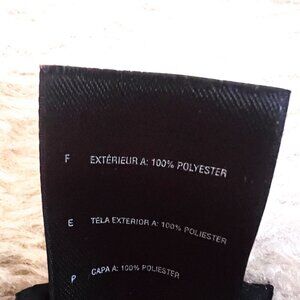 F EXTÉRIEUR A: 100% POLYESTER
E TELA EXTERIOR A: 100% POLIESTER
P CAPA A: 100% POLIESTER